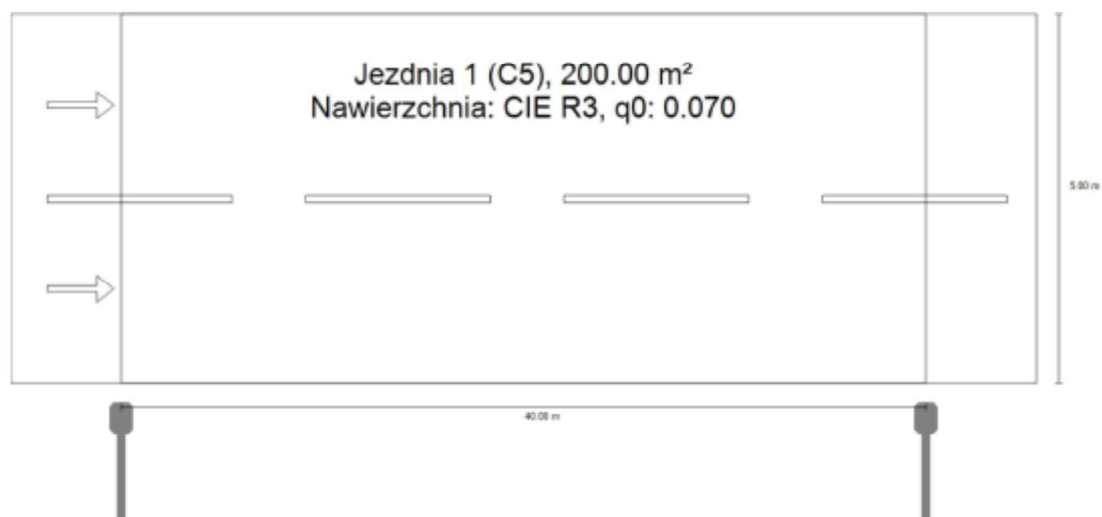 Jezdnia 1 (C5), 200.00 m²
Nawierzchnia: CIE R3, q0: 0.070
5.00 m
40.00 m